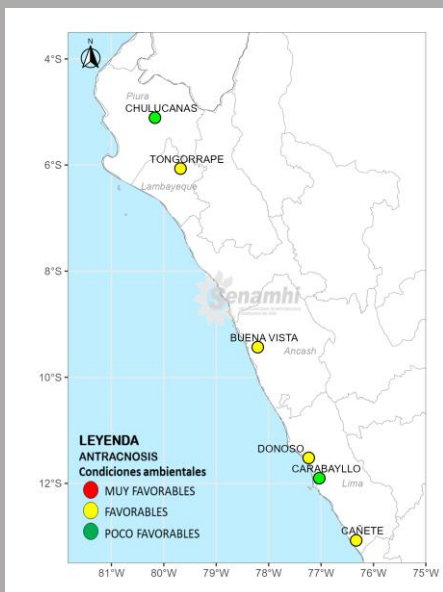 N
4°S
Piura
CHULUCANAS
6°S
TONGORRAPE
Lambayeque
8°S
Senamhi
BUENA VISTA
Ancash
10°S
LEYENDA
ANTRACNOSIS
Condiciones ambientales
MUY FAVORABLES
FAVORABLES
POCO FAVORABLES
DONOSO
CARABAYLLO
12°S
Lima
CAÑETE
81°W 80°W 79°W 78°W 77°W 76°W 75°W